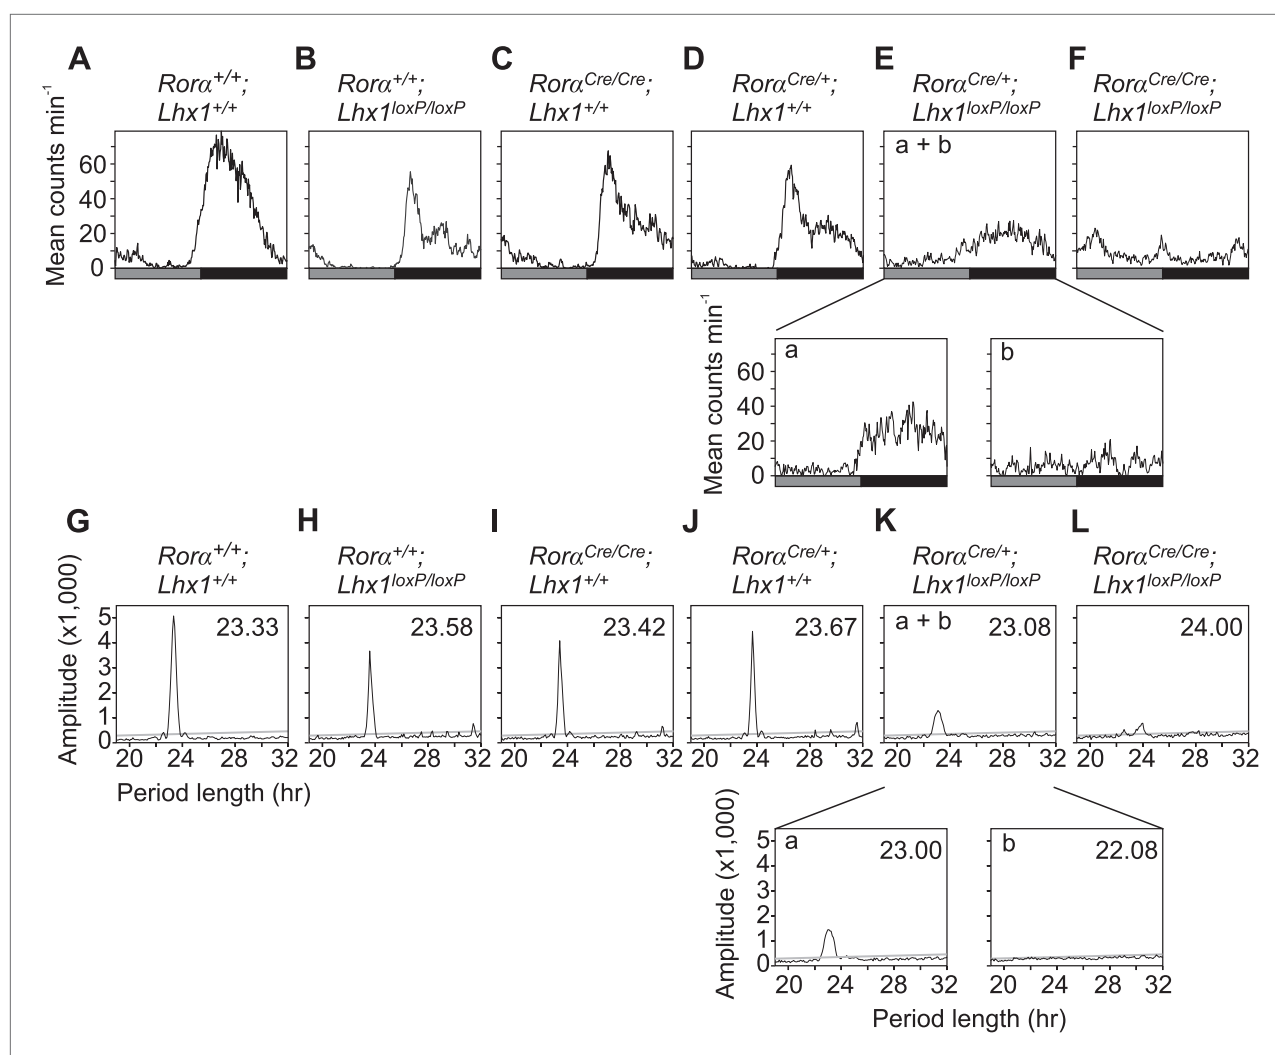 A B C D E F
Rorα+/+; Rorα+/+; RorαCre/Cre; RorαCre/+; RorαCre/+; RorαCre/Cre;
Lhx1+/+ Lhx1loxP/loxP Lhx1+/+ Lhx1+/+ Lhx1loxP/loxP Lhx1loxP/loxP
Mean counts min-1
60
40
20
0
a + b
Mean counts min-1
60
40
20
0
a b
G H I J K L
Rorα+/+; Rorα+/+; RorαCre/Cre; RorαCre/+; RorαCre/+; RorαCre/Cre;
Lhx1+/+ Lhx1loxP/loxP Lhx1+/+ Lhx1+/+ Lhx1loxP/loxP Lhx1loxP/loxP
Amplitude (x1,000)
5
4
3
2
1
0
23.33 23.58 23.42 23.67 a + b 23.08 24.00
20 24 28 32 20 24 28 32 20 24 28 32 20 24 28 32 20 24 28 32 20 24 28 32
Period length (hr)
Amplitude (x1,000)
5
4
3
2
1
0
a 23.00 b 22.08
20 24 28 32 20 24 28 32
Period length (hr)